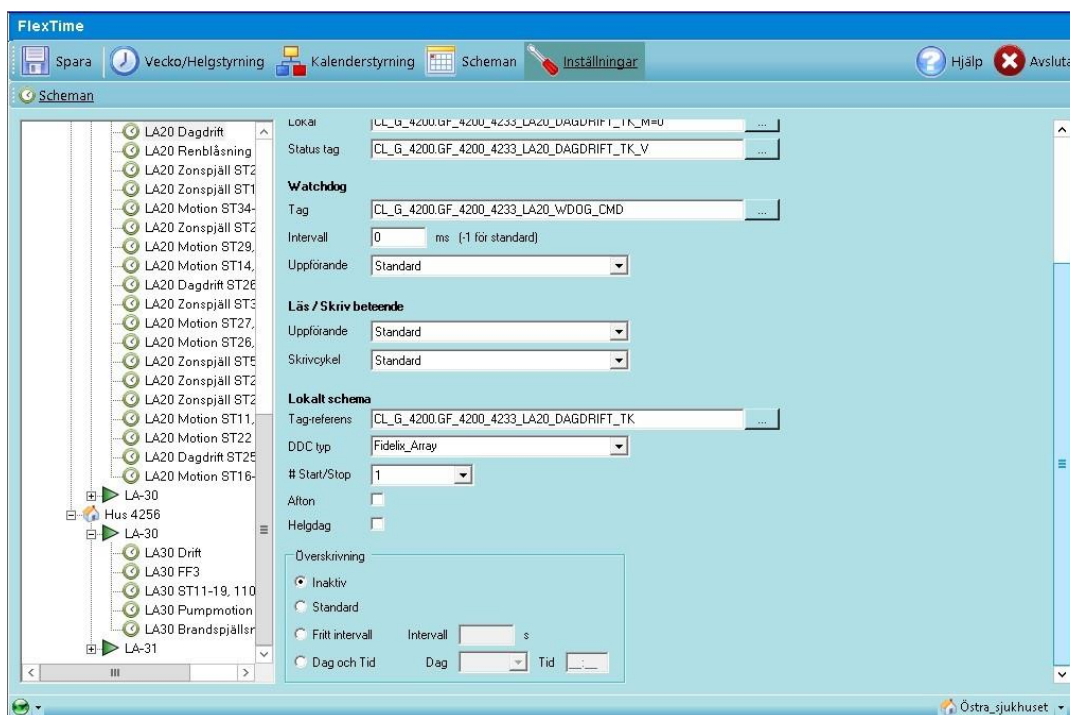 FlexTime
Spara Vecko/Helgstyrning Kalenderstyrning Scheman Inställningar Hjälp Avsluta
Scheman
LA20 Dagdrift
LA20 Renblåsning
LA20 Zonspjäll ST2
LA20 Zonspjäll ST1
LA20 Motion ST34-
LA20 Zonspjäll ST2
LA20 Motion ST29,
LA20 Motion ST14,
LA20 Dagdrift ST26
LA20 Zonspjäll ST3
LA20 Motion ST27,
LA20 Motion ST26,
LA20 Zonspjäll ST5
LA20 Zonspjäll ST2
LA20 Zonspjäll ST2
LA20 Motion ST11,
LA20 Motion ST22
LA20 Dagdrift ST25
LA20 Motion ST16-
LA-30
Hus 4256
LA-30
LA30 Drift
LA30 FF3
LA30 ST11-19, 110
LA30 Pumpmotion
LA30 Brandspjällsr
LA-31
Lokal CL_G_4200.GF_4200_4233_LA20_DAGDRIFT_TK_M=0 ...
Status tag CL_G_4200.GF_4200_4233_LA20_DAGDRIFT_TK_V ...
Watchdog
Tag CL_G_4200.GF_4200_4233_LA20_WDOG_CMD ...
Intervall 0 ms (-1 för standard)
Uppförande Standard
Läs / Skriv beteende
Uppförande Standard
Skrivcykel Standard
Lokalt schema
Tag-referens CL_G_4200.GF_4200_4233_LA20_DAGDRIFT_TK ...
DDC typ Fidelix_Array
# Start/Stop 1
Afton
Helgdag
Överskrivning
Inaktiv
Standard
Fritt intervall Intervall s
Dag och Tid Dag Tid __:__
Östra_sjukhuset